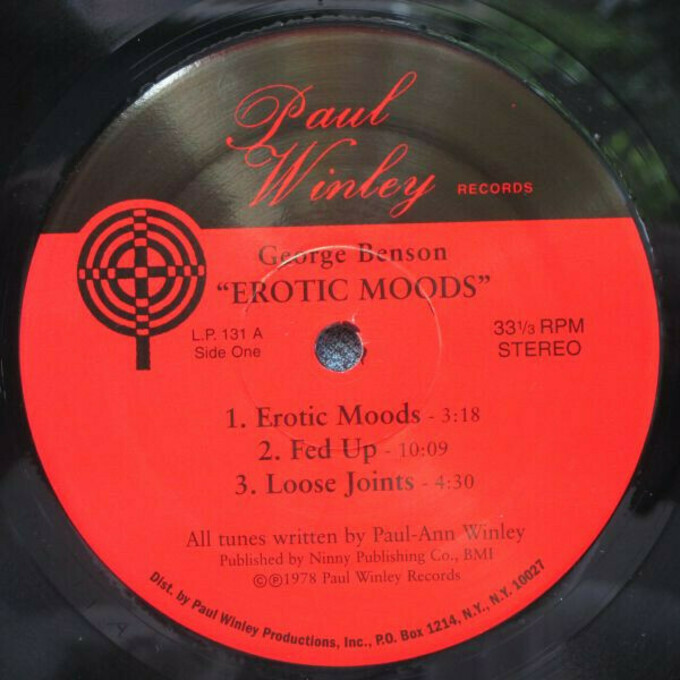 Paul
Winley RECORDS
George Benson
“EROTIC MOODS”
L.P. 131 A
Side One
33 1/3 RPM
STEREO
1. Erotic Moods - 3:18
2. Fed Up - 10:09
3. Loose Joints - 4:30
All tunes written by Paul-Ann Winley
Published by Ninny Publishing Co., BMI
©℗1978 Paul Winley Records
Dist. by Paul Winley Productions, Inc., P.O. Box 1214, N.Y., N.Y. 10027